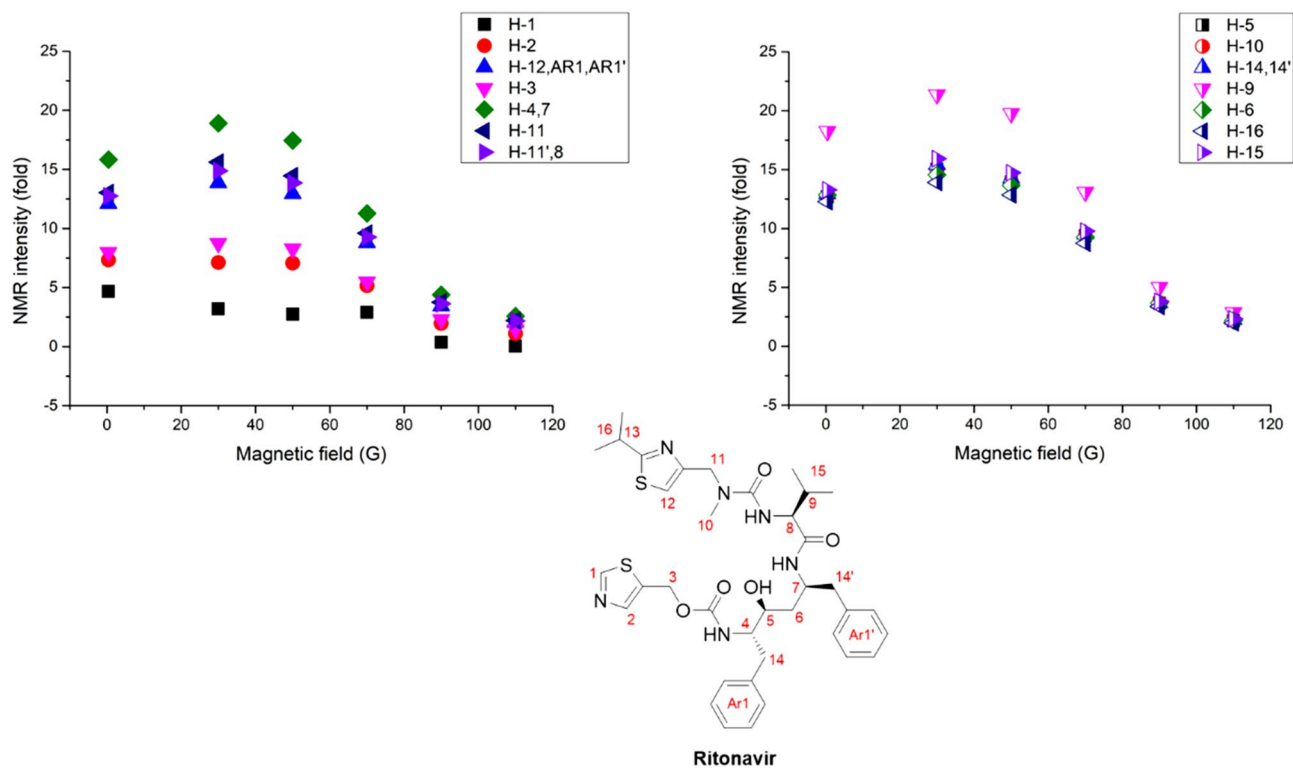 H-1
H-2
H-12,AR1,AR1'
H-3
H-4,7
H-11
H-11',8
25
20
15
10
5
0
-5
NMR intensity (fold)
0 20 40 60 80 100 120
Magnetic field (G)
H-5
H-10
H-14,14'
H-9
H-6
H-16
H-15
25
20
15
10
5
0
-5
NMR intensity (fold)
0 20 40 60 80 100 120
Magnetic field (G)
16
13
N
11
O
15
S
12
N
N
H
9
10
8
O
S
1
3
O
HN
14'
N
2
O
OH
7
HN
4
5
6
Ar1'
14
Ar1
Ritonavir